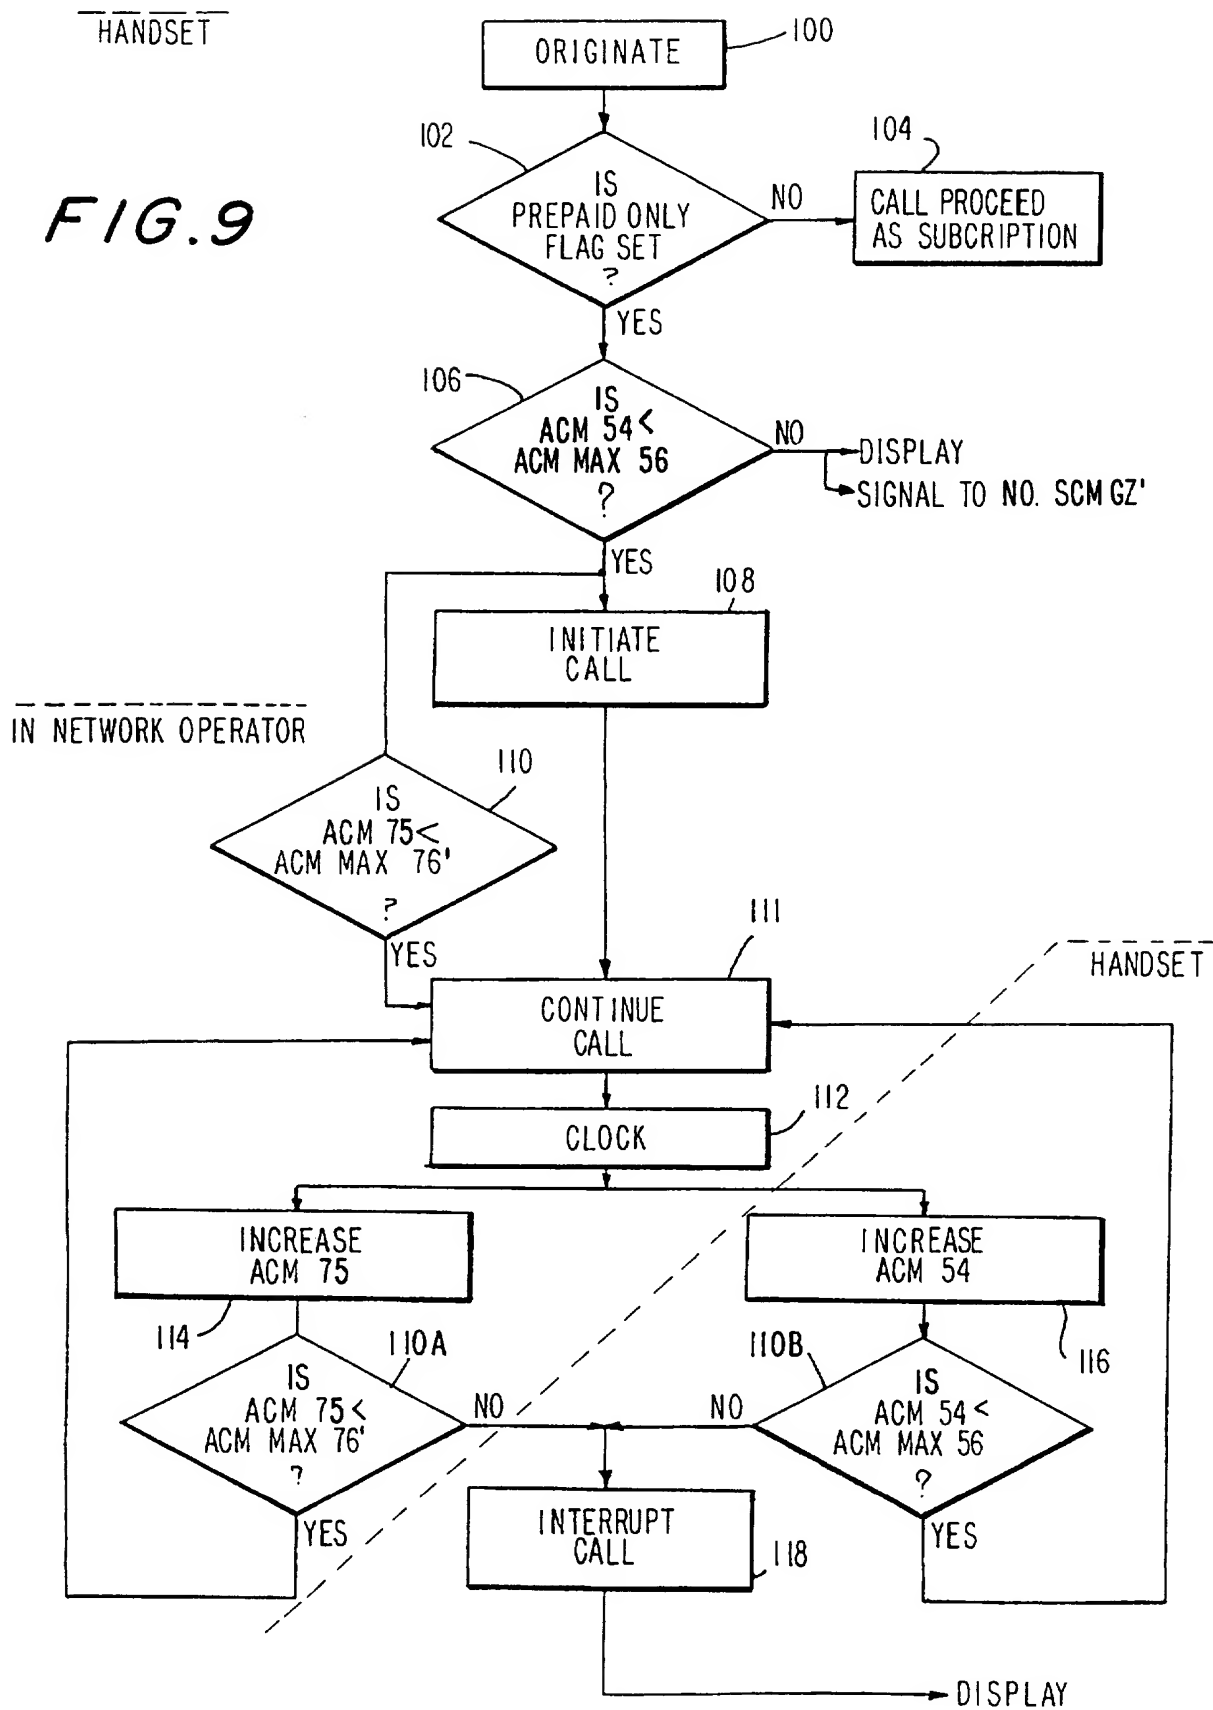 HANDSET
ORIGINATE
100
FIG.9
102
IS
PREPAID ONLY
FLAG SET
?
NO
104
CALL PROCEED
AS SUBCRIPTION
YES
106
IS
ACM 54<
ACM MAX 56
?
NO
DISPLAY
SIGNAL TO NO. SCM GZ'
YES
108
INITIATE
CALL
IN NETWORK OPERATOR
110
IS
ACM 75<
ACM MAX 76'
?
YES
111
CONTINUE
CALL
HANDSET
112
CLOCK
INCREASE
ACM 75
114
INCREASE
ACM 54
116
110A
IS
ACM 75<
ACM MAX 76'
?
NO
YES
110B
IS
ACM 54<
ACM MAX 56
?
NO
YES
INTERRUPT
CALL
118
DISPLAY